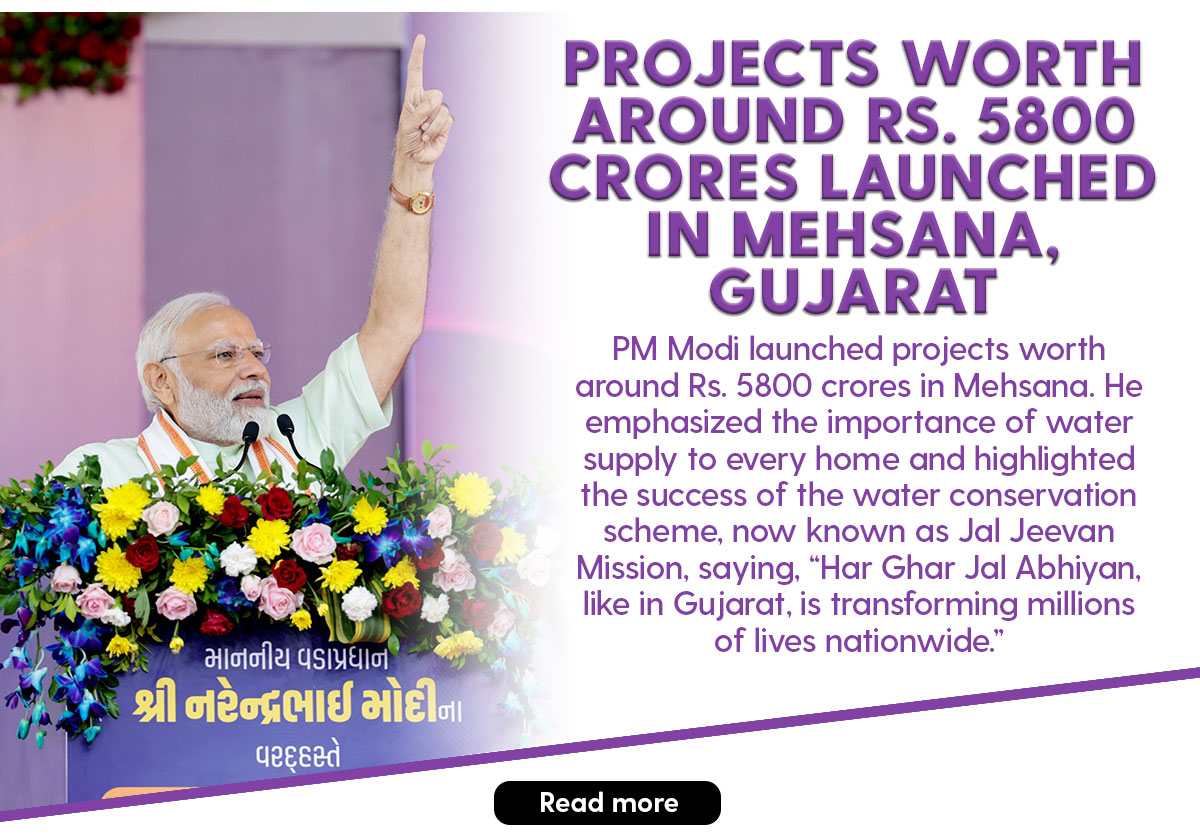 PROJECTS WORTH
AROUND RS. 5800
CRORES LAUNCHED
IN MEHSANA,
GUJARAT
PM Modi launched projects worth
around Rs. 5800 crores in Mehsana. He
emphasized the importance of water
supply to every home and highlighted
the success of the water conservation
scheme, now known as Jal Jeevan
Mission, saying, “Har Ghar Jal Abhiyan,
like in Gujarat, is transforming millions
of lives nationwide.”
માનનીય વડાપ્રધાન
શ્રી નરેન્દ્રભાઈ મોદીના
વરદ્હસ્તે
Read more